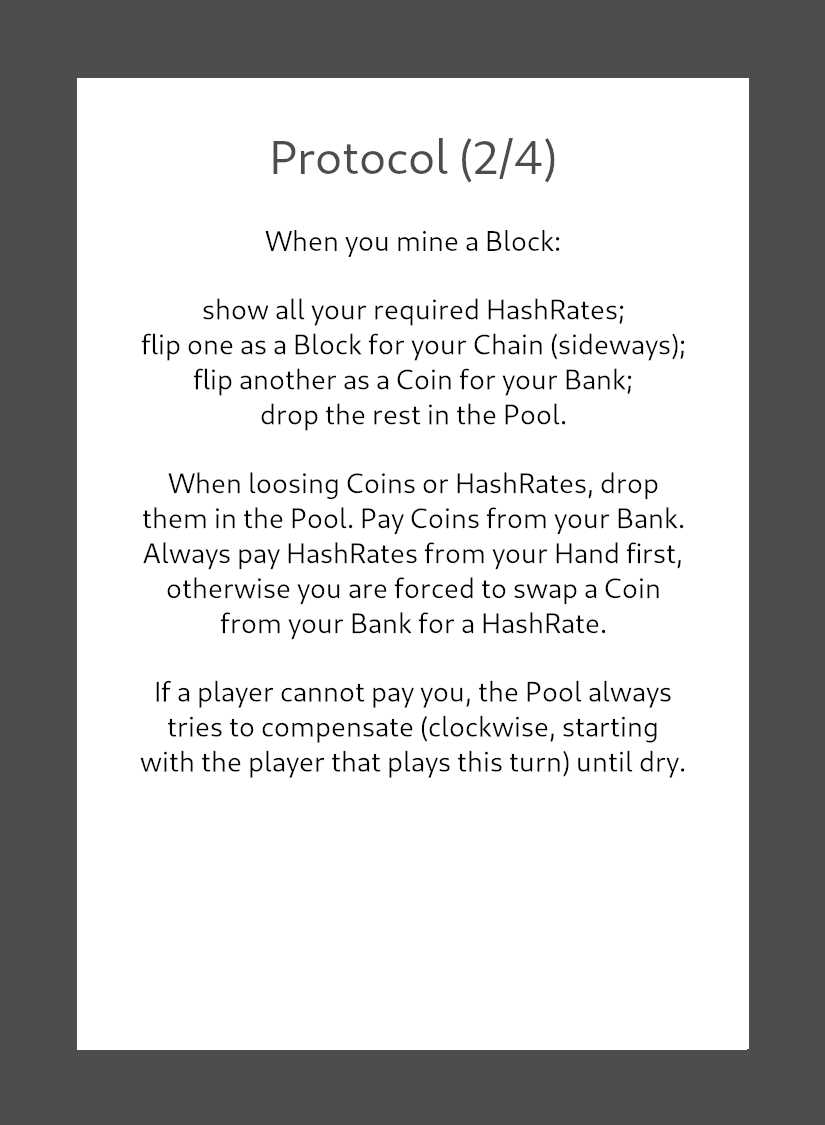 Protocol (2/4)
When you mine a Block:
show all your required HashRates;
flip one as a Block for your Chain (sideways);
flip another as a Coin for your Bank;
drop the rest in the Pool.
When loosing Coins or HashRates, drop
them in the Pool. Pay Coins from your Bank.
Always pay HashRates from your Hand first,
otherwise you are forced to swap a Coin
from your Bank for a HashRate.
If a player cannot pay you, the Pool always
tries to compensate (clockwise, starting
with the player that plays this turn) until dry.